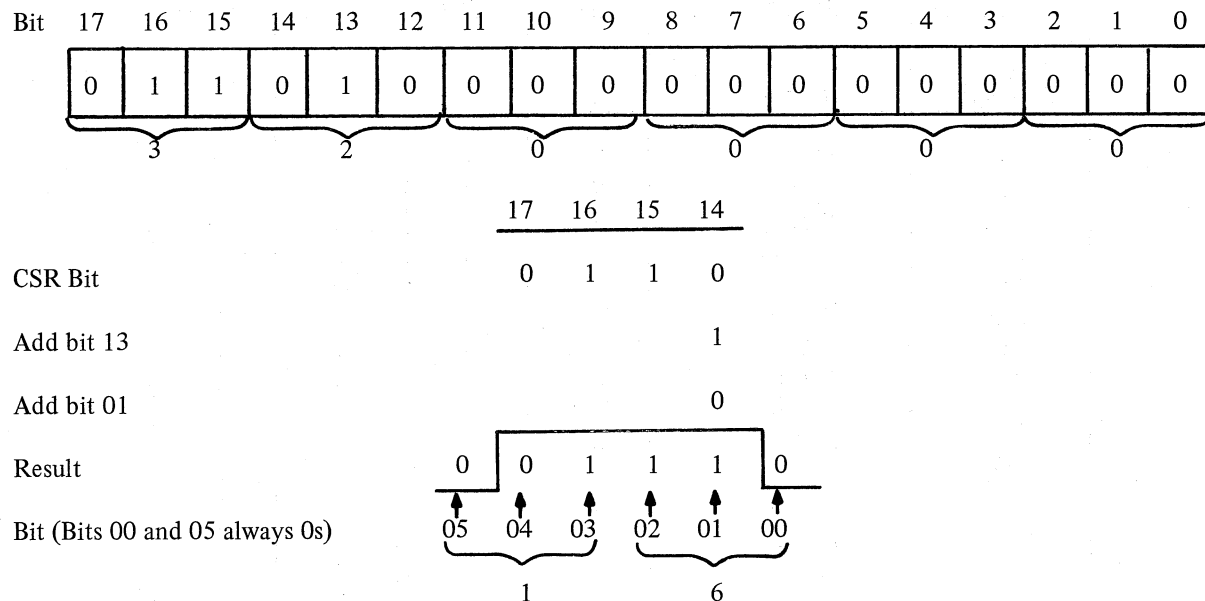 Bit 17 16 15 14 13 12 11 10 9 8 7 6 5 4 3 2 1 0
0 1 1 0 1 0 0 0 0 0 0 0 0 0 0 0 0 0
3 2 0 0 0 0
17 16 15 14
CSR Bit 0 1 1 0
Add bit 13 1
Add bit 01 0
Result 0 0 1 1 1 0
Bit (Bits 00 and 05 always 0s) 05 04 03 02 01 00
1 6